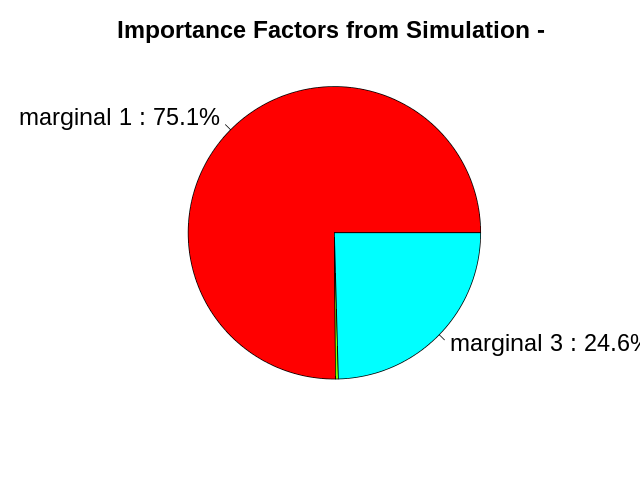 Importance Factors from Simulation -
marginal 1 : 75.1%
marginal 3 : 24.6%